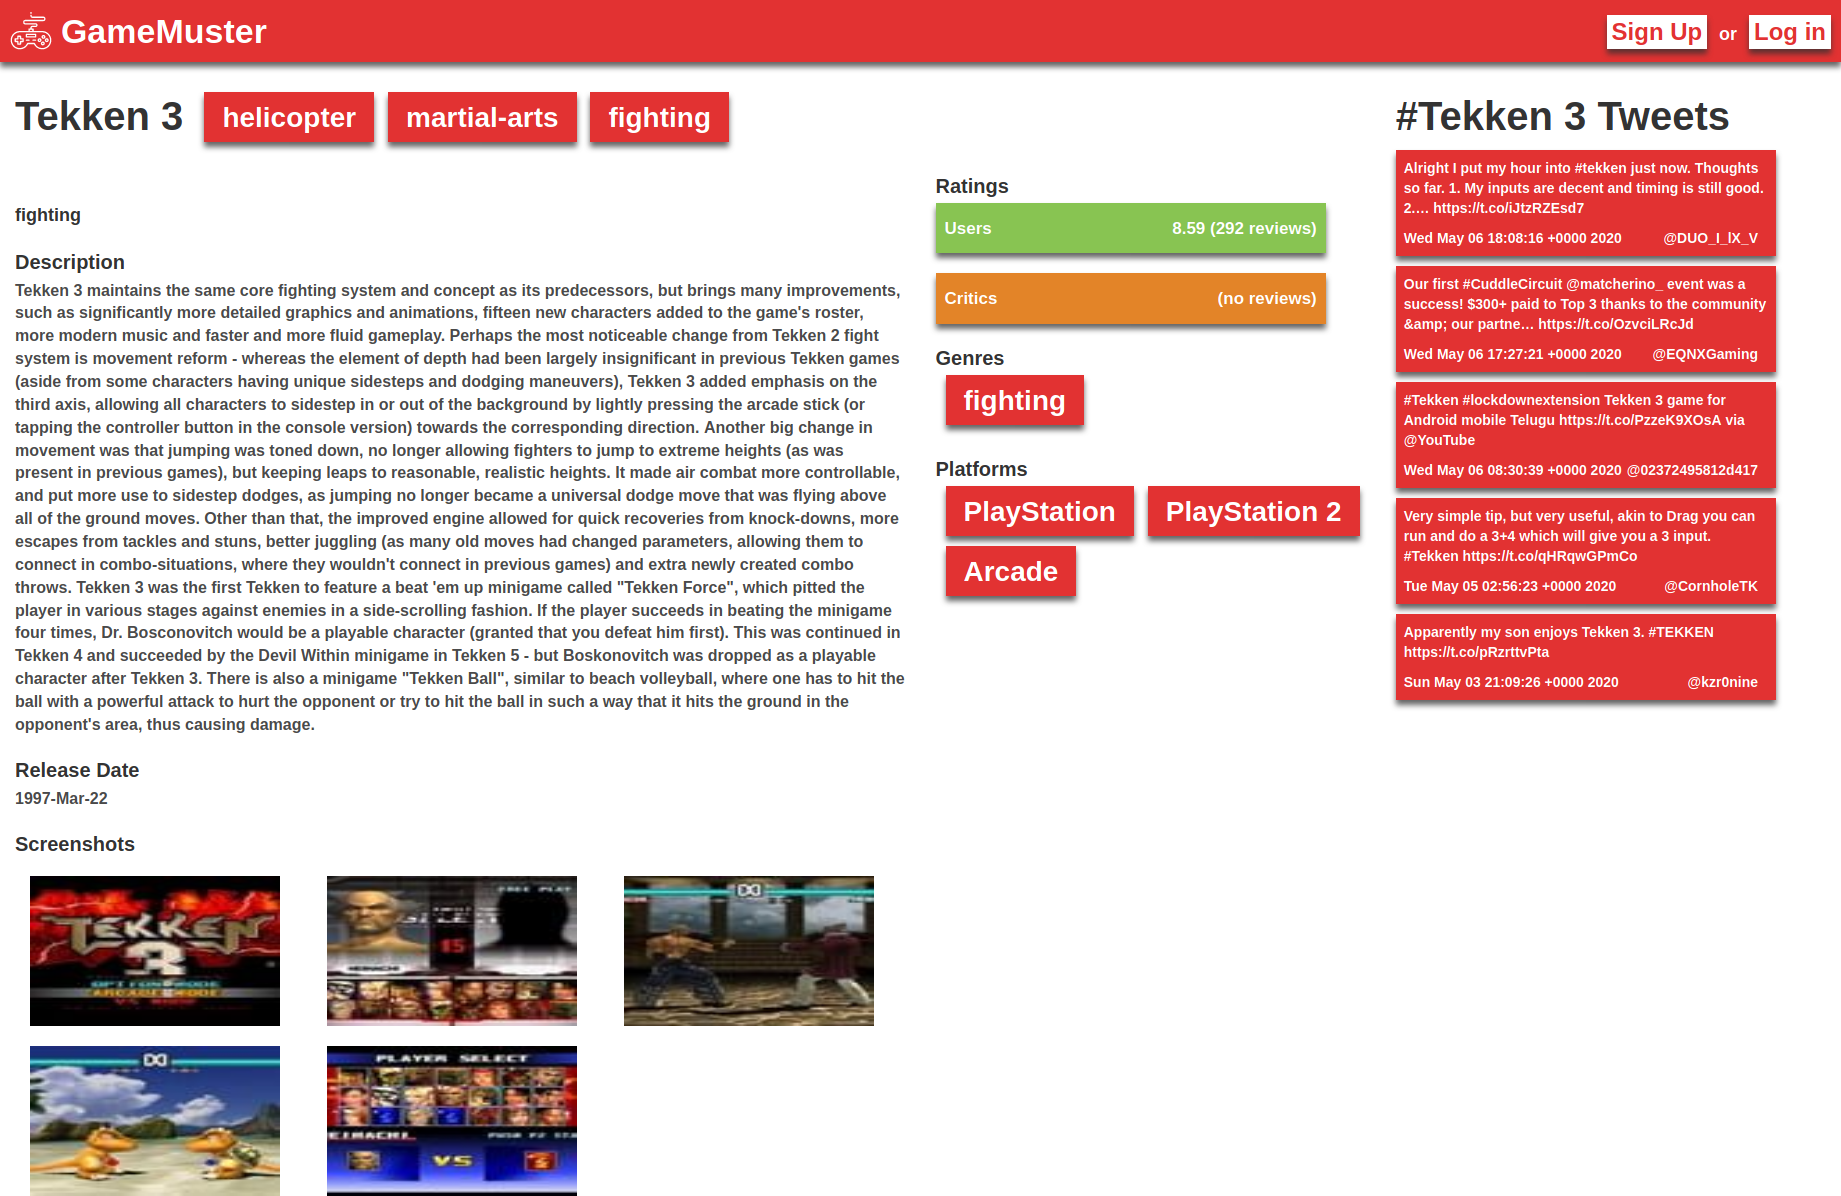 GameMuster
Sign Up or Log in
Tekken 3 helicopter martial-arts fighting
fighting
Description
Tekken 3 maintains the same core fighting system and concept as its predecessors, but brings many improvements,
such as significantly more detailed graphics and animations, fifteen new characters added to the game's roster,
more modern music and faster and more fluid gameplay. Perhaps the most noticeable change from Tekken 2 fight
system is movement reform - whereas the element of depth had been largely insignificant in previous Tekken games
(aside from some characters having unique sidesteps and dodging maneuvers), Tekken 3 added emphasis on the
third axis, allowing all characters to sidestep in or out of the background by lightly pressing the arcade stick (or
tapping the controller button in the console version) towards the corresponding direction. Another big change in
movement was that jumping was toned down, no longer allowing fighters to jump to extreme heights (as was
present in previous games), but keeping leaps to reasonable, realistic heights. It made air combat more controllable,
and put more use to sidestep dodges, as jumping no longer became a universal dodge move that was flying above
all of the ground moves. Other than that, the improved engine allowed for quick recoveries from knock-downs, more
escapes from tackles and stuns, better juggling (as many old moves had changed parameters, allowing them to
connect in combo-situations, where they wouldn't connect in previous games) and extra newly created combo
throws. Tekken 3 was the first Tekken to feature a beat 'em up minigame called "Tekken Force", which pitted the
player in various stages against enemies in a side-scrolling fashion. If the player succeeds in beating the minigame
four times, Dr. Bosconovitch would be a playable character (granted that you defeat him first). This was continued in
Tekken 4 and succeeded by the Devil Within minigame in Tekken 5 - but Boskonovitch was dropped as a playable
character after Tekken 3. There is also a minigame "Tekken Ball", similar to beach volleyball, where one has to hit the
ball with a powerful attack to hurt the opponent or try to hit the ball in such a way that it hits the ground in the
opponent's area, thus causing damage.
Release Date
1997-Mar-22
Screenshots
TEKKEN
3
OPTION MODE
ARCADE MODE
VS MODE
FREE PLAY
15
PLAYER SELECT
VS
Ratings
Users 8.59 (292 reviews)
Critics (no reviews)
Genres
fighting
Platforms
PlayStation PlayStation 2
Arcade
#Tekken 3 Tweets
Alright I put my hour into #tekken just now. Thoughts
so far. 1. My inputs are decent and timing is still good.
2.… https://t.co/iJtzRZEsd7
Wed May 06 18:08:16 +0000 2020 @DUO_I_lX_V
Our first #CuddleCircuit @matcherino_ event was a
success! $300+ paid to Top 3 thanks to the community
&amp; our partne… https://t.co/OzvciLRcJd
Wed May 06 17:27:21 +0000 2020 @EQNXGaming
#Tekken #lockdownextension Tekken 3 game for
Android mobile Telugu https://t.co/PzzeK9XOsA via
@YouTube
Wed May 06 08:30:39 +0000 2020 @02372495812d417
Very simple tip, but very useful, akin to Drag you can
run and do a 3+4 which will give you a 3 input.
#Tekken https://t.co/qHRqwGPmCo
Tue May 05 02:56:23 +0000 2020 @CornholeTK
Apparently my son enjoys Tekken 3. #TEKKEN
https://t.co/pRzrttvPta
Sun May 03 21:09:26 +0000 2020 @kzr0nine